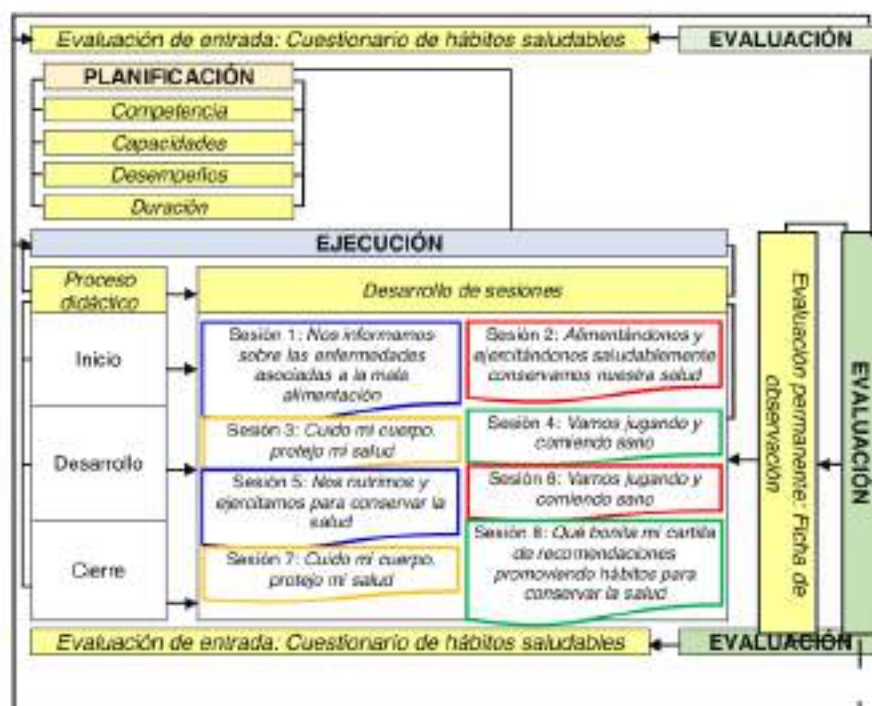 Evaluación de entrada: Cuestionario de hábitos saludables
EVALUACIÓN
PLANIFICACIÓN
Competencia
Capacidades
Desempeños
Duración
EJECUCIÓN
Proceso
didáctico
Desarrollo de sesiones
Inicio
Sesión 1: Nos informamos
sobre las enfermedades
asociadas a la mala
alimentación
Sesión 2: Alimentándonos y
ejercitándonos saludablemente
conservamos nuestra salud
Sesión 3: Cuido mi cuerpo,
protejo mi salud
Sesión 4: Vamos jugando y
comiendo sano
Desarrollo
Sesión 5: Nos nutrimos y
ejercitamos para conservar la
salud
Sesión 6: Vamos jugando y
comiendo sano
Cierre
Sesión 7: Cuido mi cuerpo,
protejo mi salud
Sesión 8: Qué bonita mi cartilla
de recomendaciones
promoviendo hábitos para
conservar la salud
Evaluación permanente: Ficha de
observación
EVALUACIÓN
Evaluación de entrada: Cuestionario de hábitos saludables
EVALUACIÓN